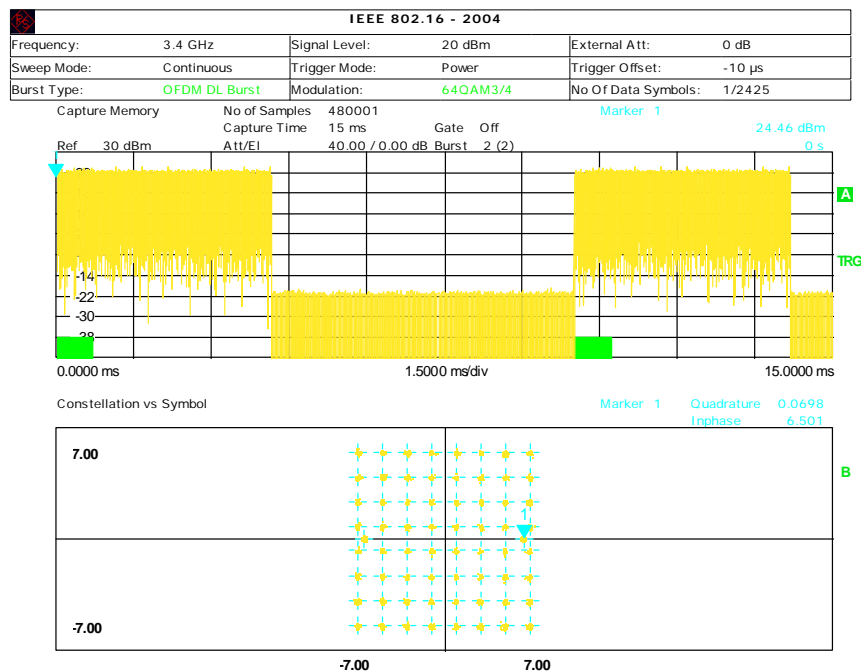 IEEE 802.16 - 2004
Frequency: 3.4 GHz Signal Level: 20 dBm External Att: 0 dB
Sweep Mode: Continuous Trigger Mode: Power Trigger Offset: -10 µs
Burst Type: OFDM DL Burst Modulation: 64QAM3/4 No Of Data Symbols: 1/2425
Capture Memory No of Samples 480001 Marker 1
Capture Time 15 ms Gate Off 24.46 dBm
Ref 30 dBm Att/El 40.00 / 0.00 dB Burst 2 (2) 0 s
A
TRG
-14
-22
-30
-38
0.0000 ms 1.5000 ms/div 15.0000 ms
Constellation vs Symbol Marker 1 Quadrature 0.0698
Inphase 6.501
7.00
B
1
-7.00
-7.00 7.00